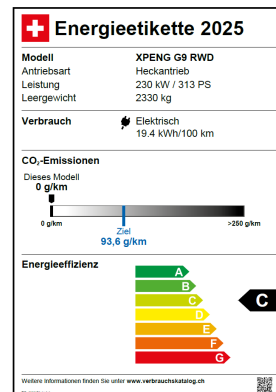 Energieetikette 2025
Modell XPENG G9 RWD
Antriebsart Heckantrieb
Leistung 230 kW / 313 PS
Leergewicht 2330 kg
Verbrauch Elektrisch
19.4 kWh/100 km
CO₂-Emissionen
Dieses Modell
0 g/km
0 g/km >250 g/km
Ziel
93,6 g/km
Energieeffizienz
A
B
C C
D
E
F
G
Weitere Informationen finden Sie unter www.verbrauchskatalog.ch